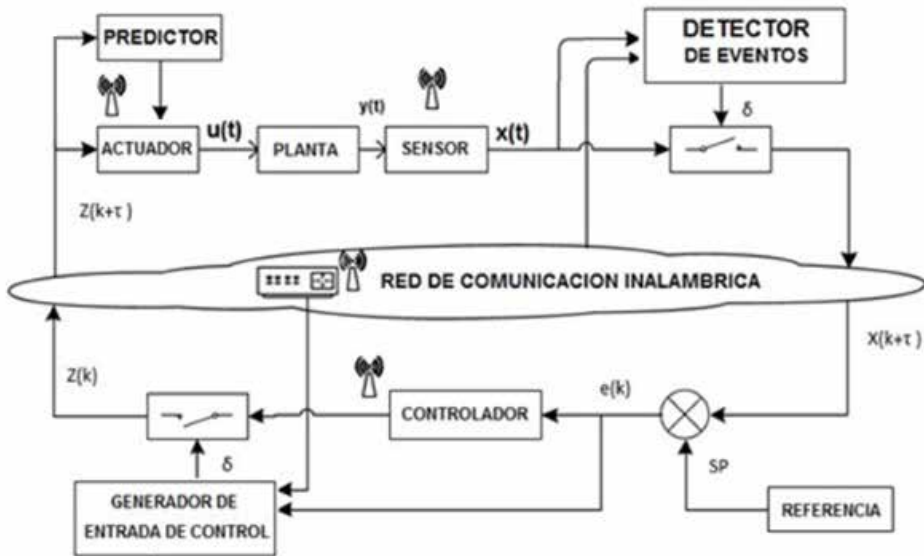 PREDICTOR
DETECTOR
DE EVENTOS
δ
ACTUADOR
u(t)
PLANTA
y(t)
SENSOR
x(t)
Z(k+τ )
RED DE COMUNICACION INALAMBRICA
X(k+τ)
Z(k)
CONTROLADOR
e(k)
SP
δ
GENERADOR DE
ENTRADA DE CONTROL
REFERENCIA